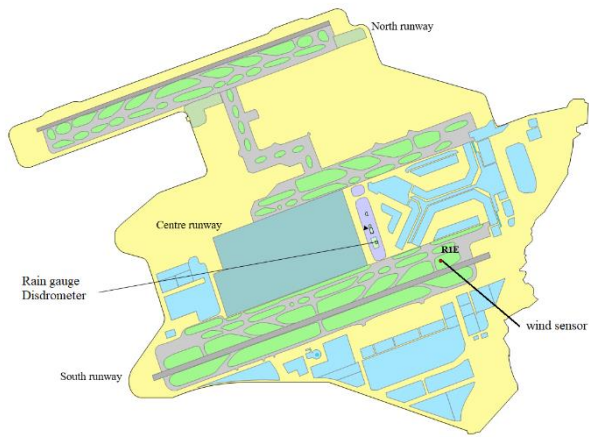 North runway
Centre runway
R1E
Rain gauge
Disdrometer
wind sensor
South runway